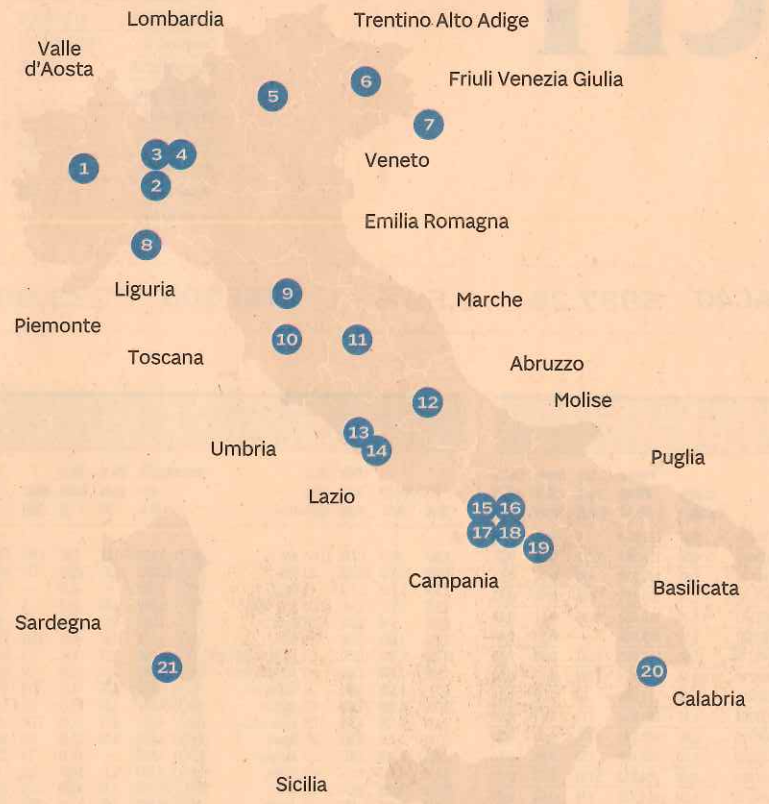 Lombardia
Trentino Alto Adige
Valle
d'Aosta
Friuli Venezia Giulia
5
6
7
3
4
1
2
Veneto
Emilia Romagna
8
Liguria
9
Marche
Piemonte
10
11
Toscana
Abruzzo
12
Molise
13
14
Umbria
Puglia
Lazio
15
16
17
18
19
Campania
Basilicata
Sardegna
21
20
Calabria
Sicilia